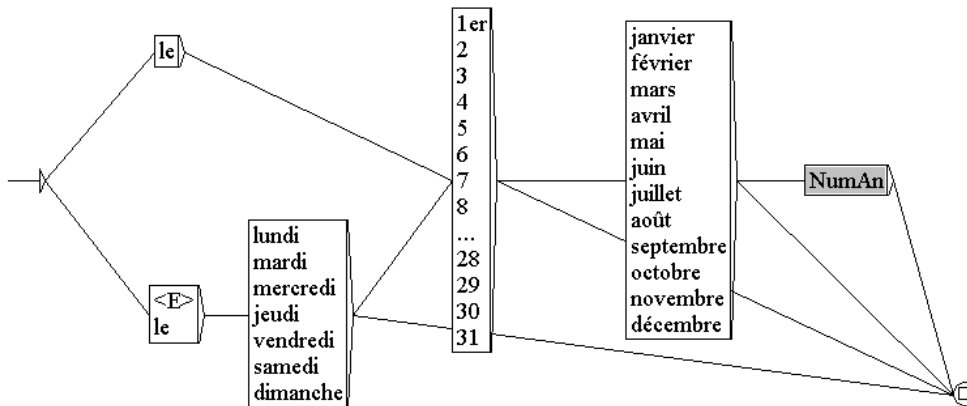 le
<E>
le
lundi
mardi
mercredi
jeudi
vendredi
samedi
dimanche
1er
2
3
4
5
6
7
8
...
28
29
30
31
janvier
février
mars
avril
mai
juin
juillet
août
septembre
octobre
novembre
décembre
NumAn